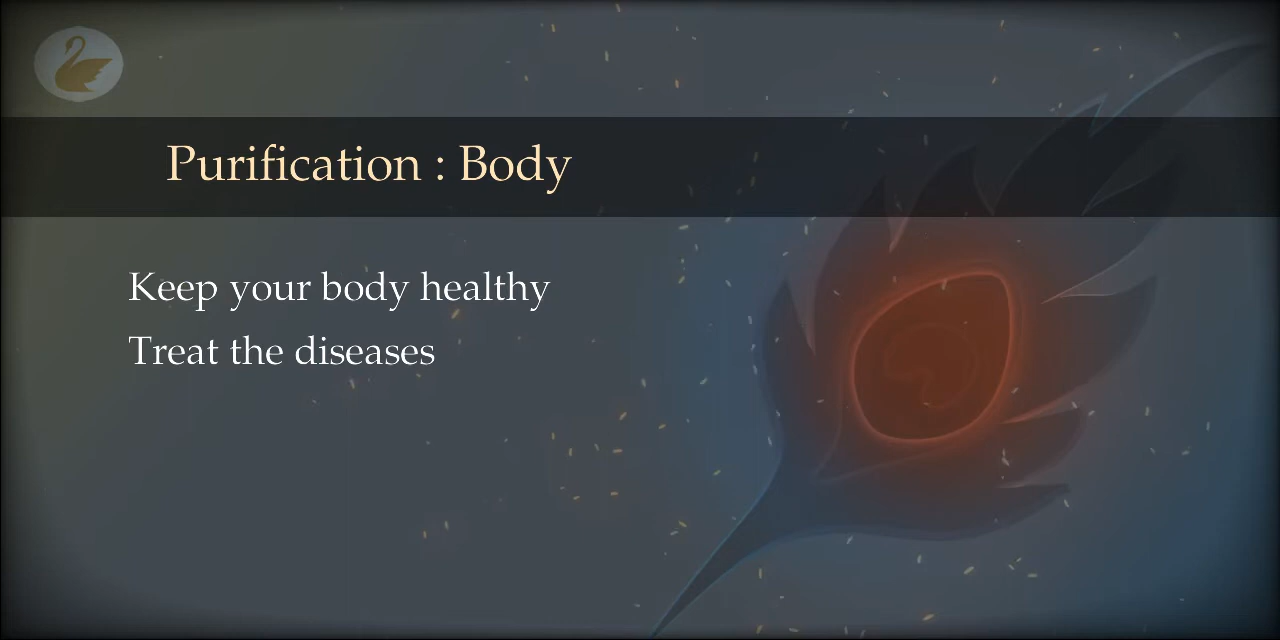 Purification : Body
Keep your body healthy
Treat the diseases